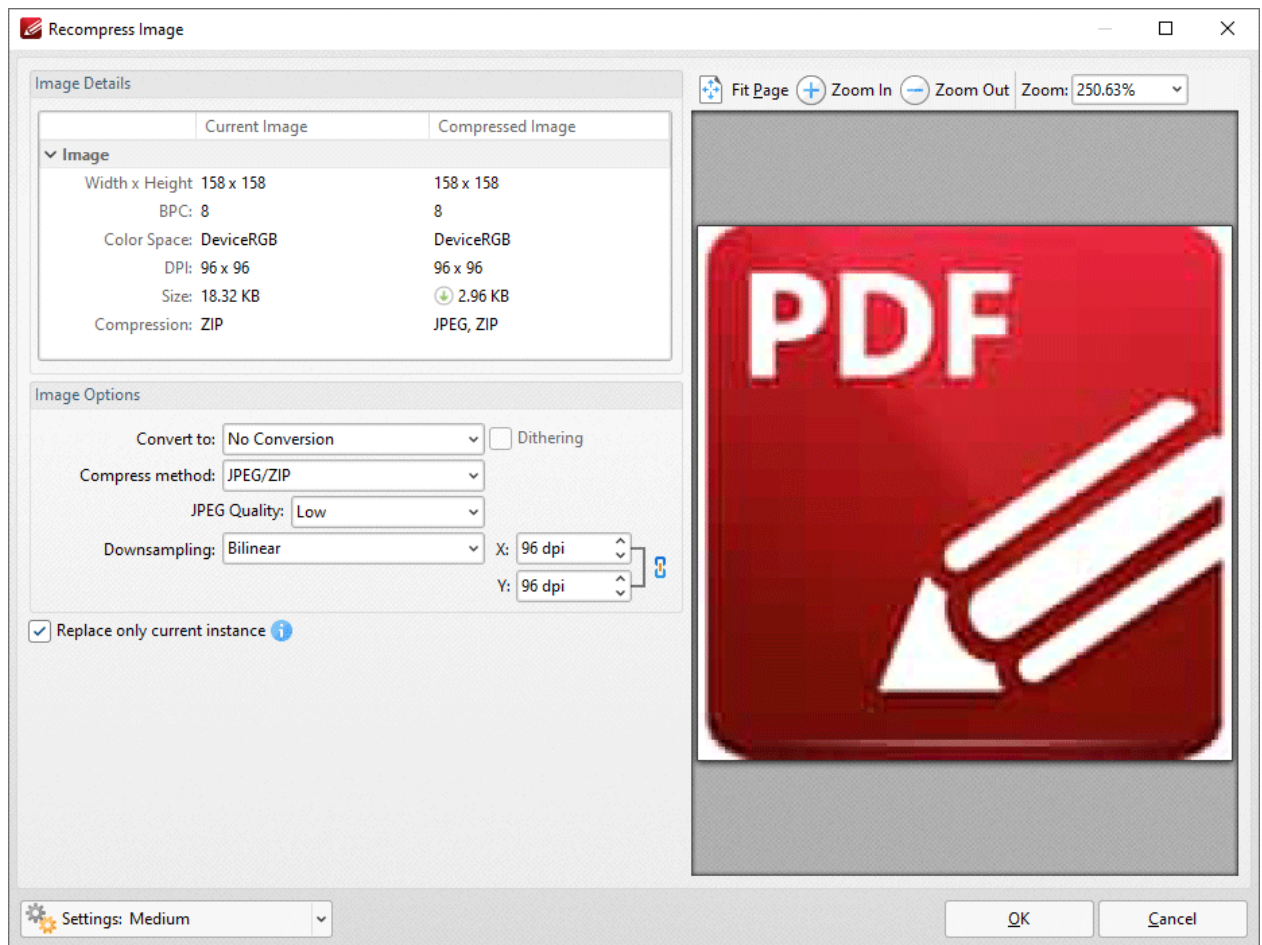 Recompress Image
Image Details
Current Image Compressed Image
Image
Width x Height 158 x 158 158 x 158
BPC: 8 8
Color Space: DeviceRGB DeviceRGB
DPI: 96 x 96 96 x 96
Size: 18.32 KB 2.96 KB
Compression: ZIP JPEG, ZIP
Image Options
Convert to: No Conversion Dithering
Compress method: JPEG/ZIP
JPEG Quality: Low
Downsampling: Bilinear X: 96 dpi
Y: 96 dpi
Replace only current instance
Fit Page Zoom In Zoom Out Zoom: 250.63%
PDF
Settings: Medium OK Cancel